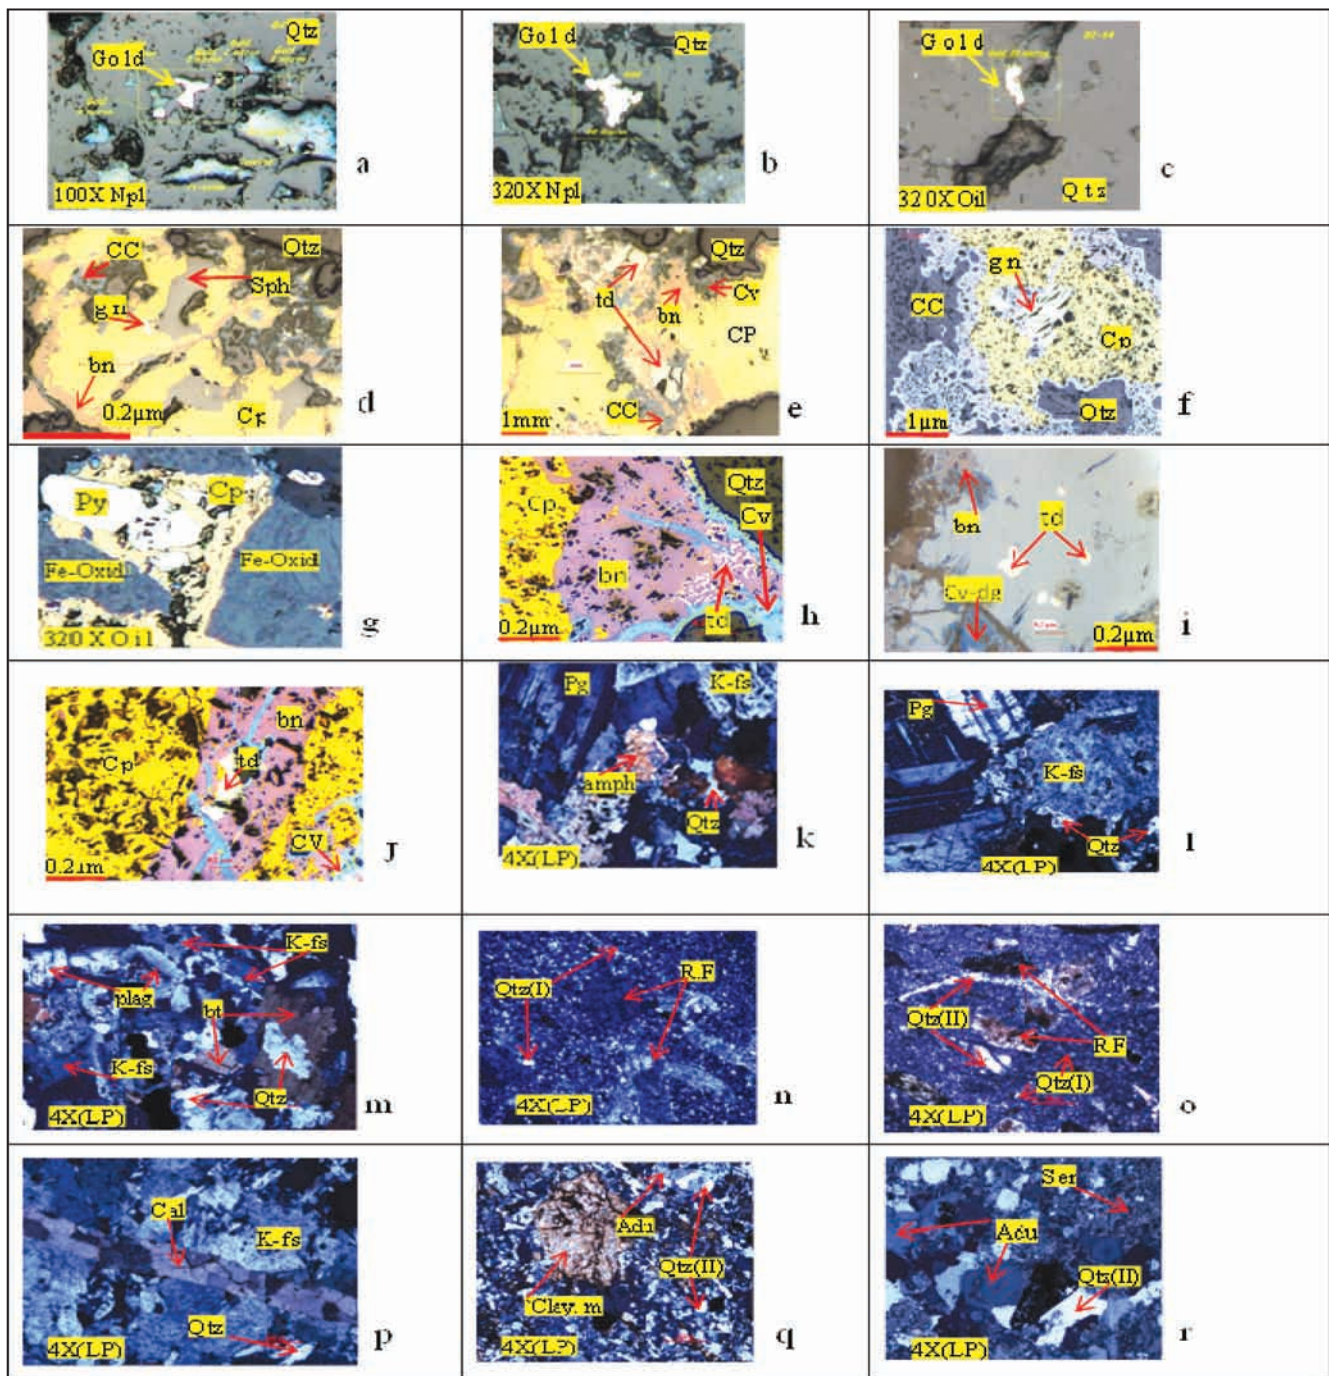 Qtz
Gold
100X Npl
a
Gold
Qtz
320X Npl
b
Gold
320X Oil
Qtz
c
CC
Qtz
Sph
gn
bn
0.2µm
Cp
d
Qtz
td
bn
Cv
CP
CC
1mm
e
gn
CC
Cp
Qtz
1µm
f
Py
Cp
Fe-Oxid
Fe-Oxid
320 X Oil
g
Cp
Qtz
Cv
bn
td
0.2µm
h
bn
td
Cv-dg
0.2µm
i
bn
Cp
td
CV
J
Pg
K-fs
amph
Qtz
4X(LP)
k
Pg
K-fs
Qtz
4X(LP)
l
K-fs
plag
bt
K-fs
Qtz
4X(LP)
m
Qtz(I)
R.F
4X(LP)
n
Qtz(II)
R.F
Qtz(I)
4X(LP)
o
Cal
K-fs
Qtz
4X(LP)
p
Adu
Qtz(II)
Clay. m
4X(LP)
q
Ser
Adu
Qtz(II)
4X(LP)
r